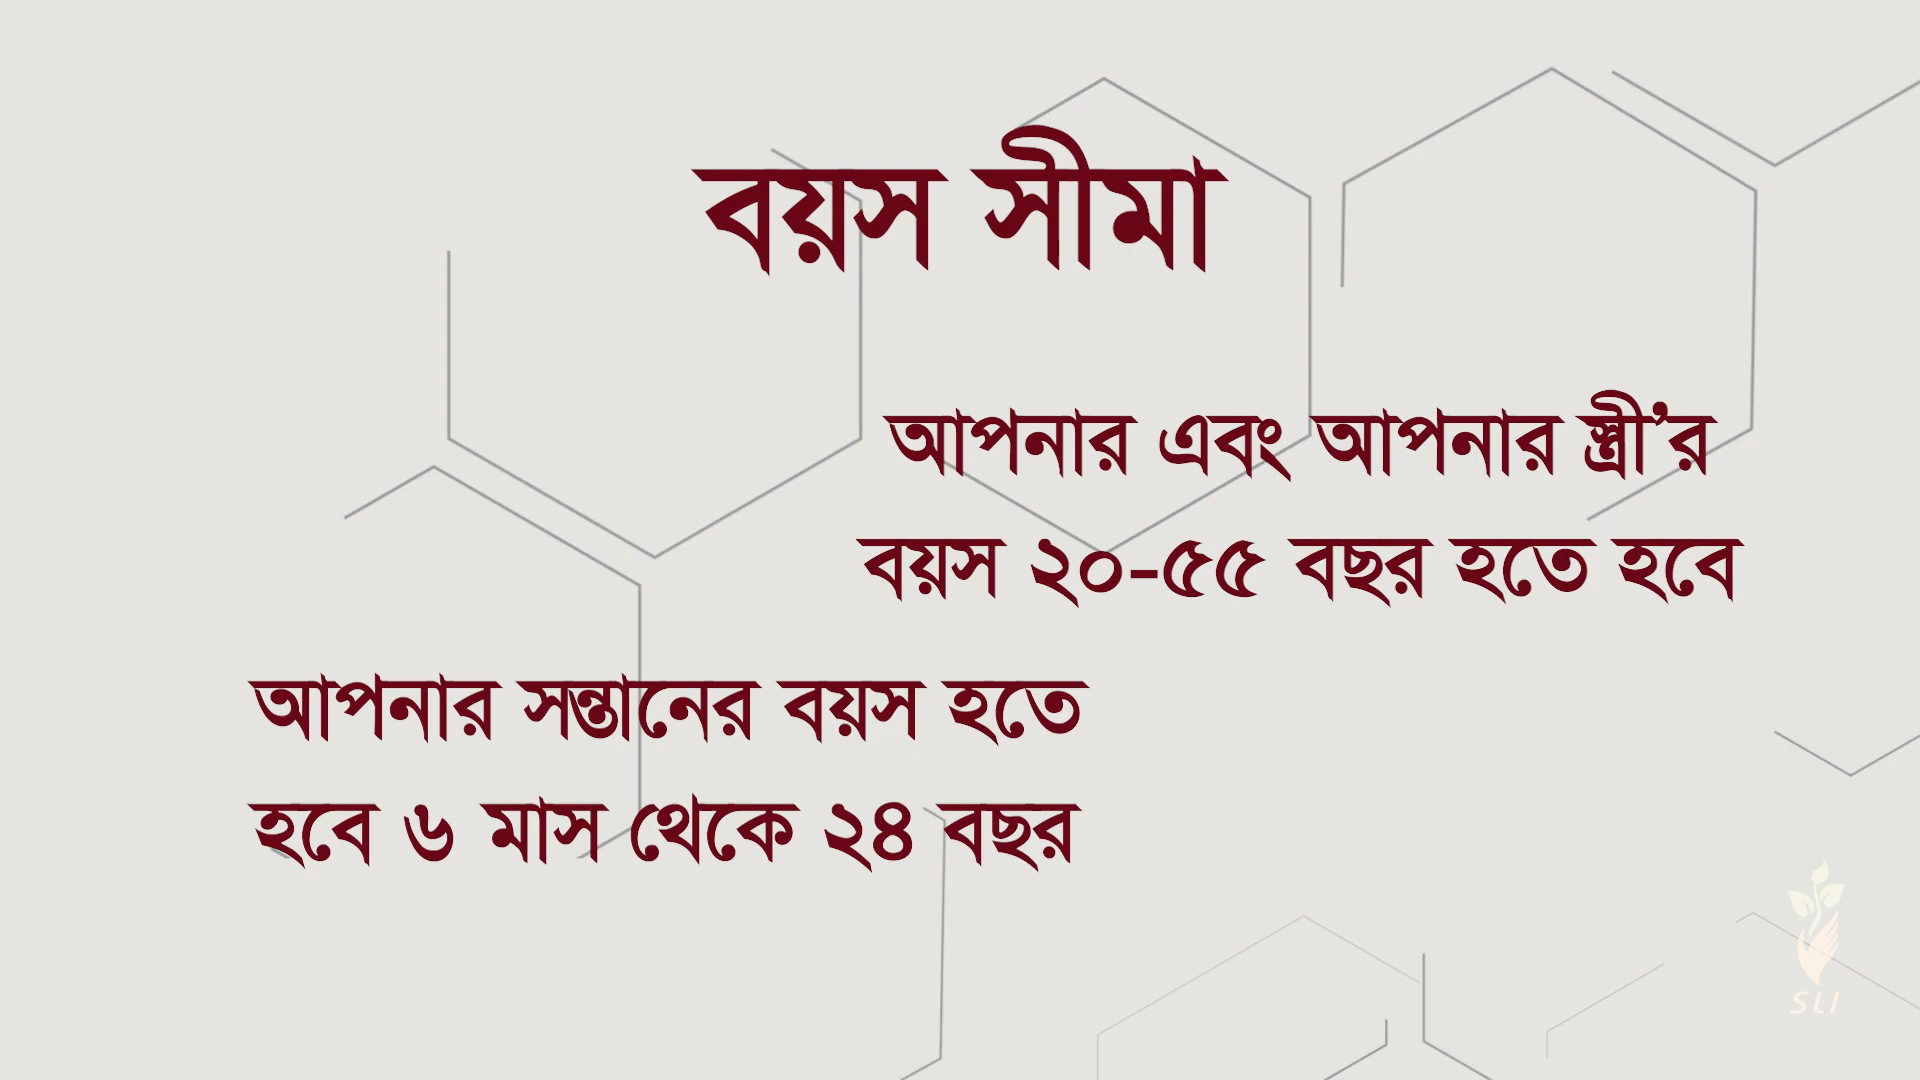 বয়স সীমা
আপনার এবং আপনার স্ত্রী’র
বয়স ২০-৫৫ বছর হতে হবে
আপনার সন্তানের বয়স হতে
হবে ৬ মাস থেকে ২৪ বছর
SLI